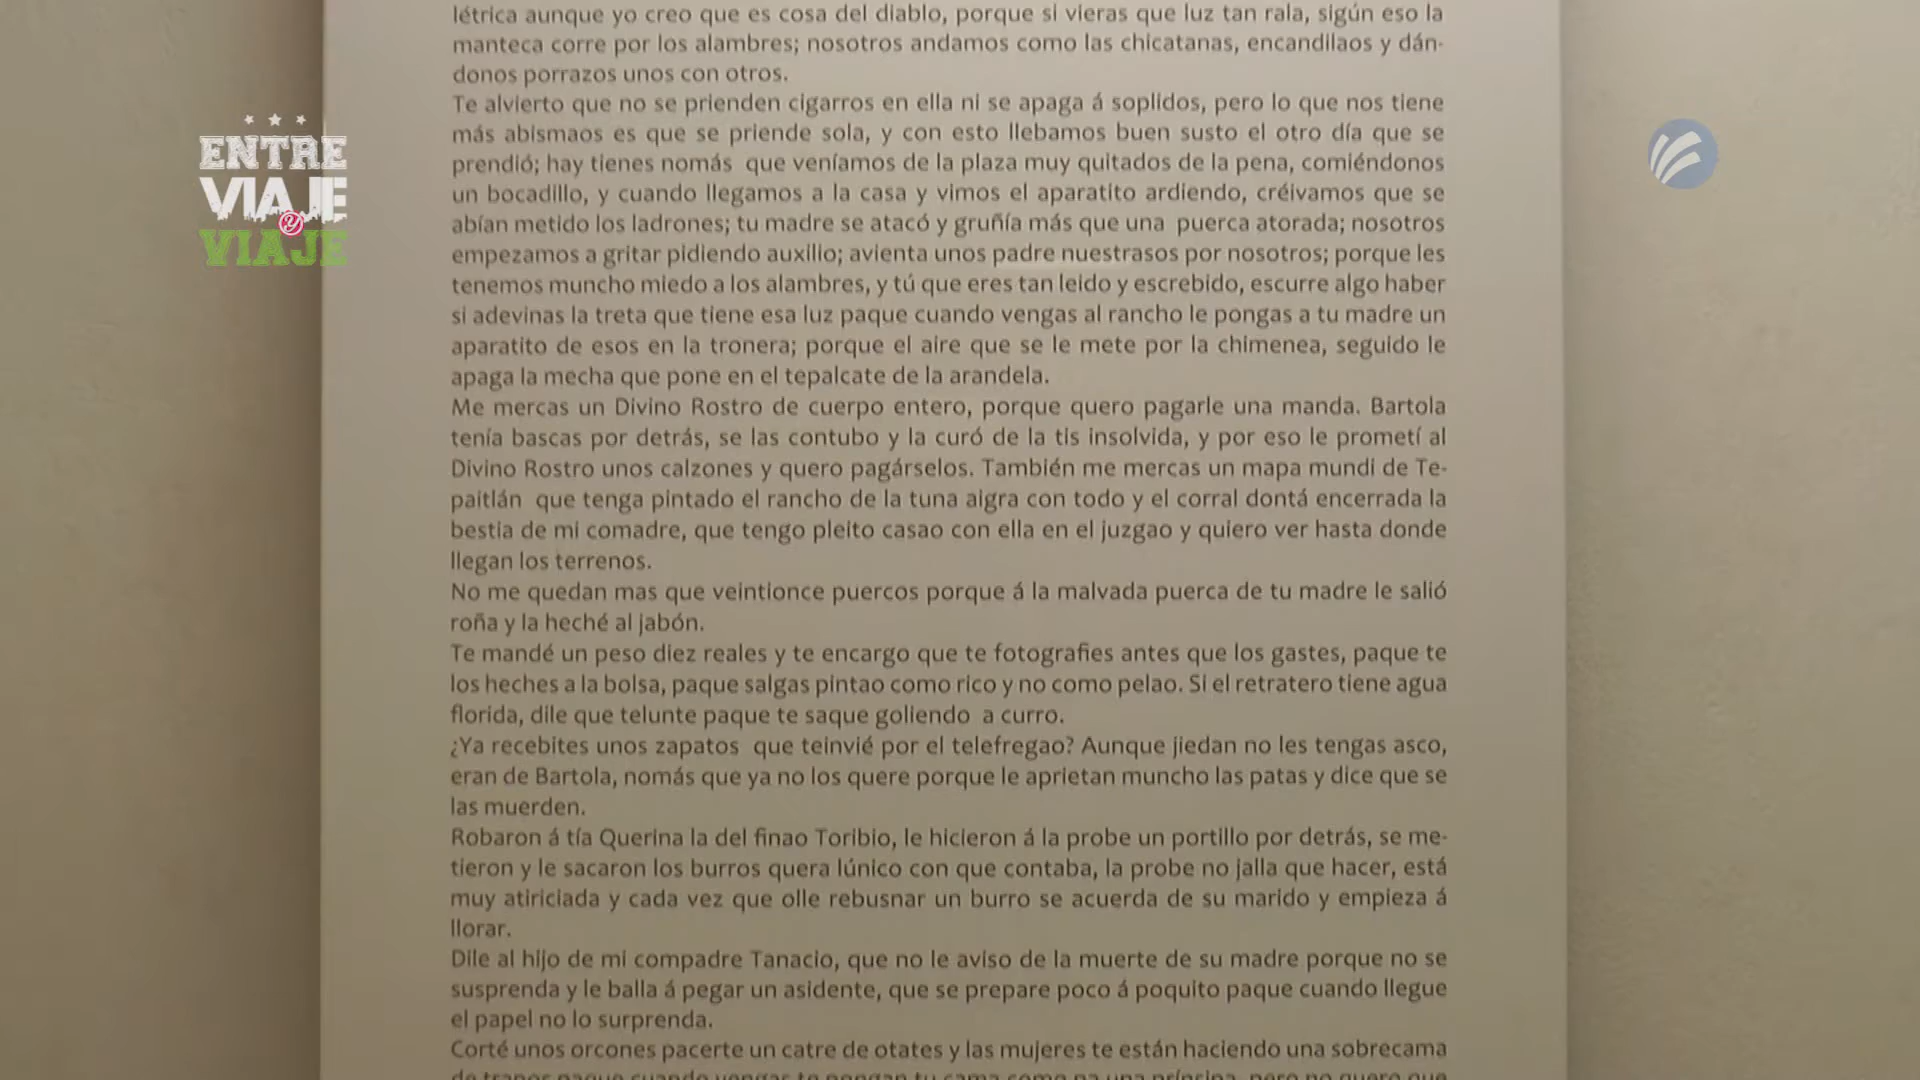 létrica aunque yo creo que es cosa del diablo, porque si vieras que luz tan rala, sigún eso la
manteca corre por los alambres; nosotros andamos como las chicatanas, encandilaos y dán-
donos porrazos unos con otros.
Te alvierto que no se prienden cigarros en ella ni se apaga á soplidos, pero lo que nos tiene
más abismaos es que se priende sola, y con esto llebamos buen susto el otro día que se
prendió; hay tienes nomás que veníamos de la plaza muy quitados de la pena, comiéndonos
un bocadillo, y cuando llegamos a la casa y vimos el aparatito ardiendo, créivamos que se
abían metido los ladrones; tu madre se atacó y gruñía más que una puerca atorada; nosotros
empezamos a gritar pidiendo auxilio; avienta unos padre nuestrasos por nosotros; porque les
tenemos muncho miedo a los alambres, y tú que eres tan leido y escrebido, escurre algo haber
si adevinas la treta que tiene esa luz paque cuando vengas al rancho le pongas a tu madre un
aparatito de esos en la tronera; porque el aire que se le mete por la chimenea, seguido le
apaga la mecha que pone en el tepalcate de la arandela.
Me mercas un Divino Rostro de cuerpo entero, porque quero pagarle una manda. Bartola
tenía bascas por detrás, se las contubo y la curó de la tis insolvida, y por eso le prometí al
Divino Rostro unos calzones y quero pagárselos. También me mercas un mapa mundi de Te-
paitlán que tenga pintado el rancho de la tuna aigra con todo y el corral dontá encerrada la
bestia de mi comadre, que tengo pleito casao con ella en el juzgao y quiero ver hasta donde
llegan los terrenos.
No me quedan mas que veintionce puercos porque á la malvada puerca de tu madre le salió
roña y la heché al jabón.
Te mandé un peso diez reales y te encargo que te fotografies antes que los gastes, paque te
los heches a la bolsa, paque salgas pintao como rico y no como pelao. Si el retratero tiene agua
florida, dile que telunte paque te saque goliendo a curro.
¿Ya recebites unos zapatos que teinvié por el telefregao? Aunque jiedan no les tengas asco,
eran de Bartola, nomás que ya no los quere porque le aprietan muncho las patas y dice que se
las muerden.
Robaron á tía Querina la del finao Toribio, le hicieron á la probe un portillo por detrás, se me-
tieron y le sacaron los burros quera lúnico con que contaba, la probe no jalla que hacer, está
muy atiriciada y cada vez que olle rebusnar un burro se acuerda de su marido y empieza á
llorar.
Dile al hijo de mi compadre Tanacio, que no le aviso de la muerte de su madre porque no se
susprenda y le balla á pegar un asidente, que se prepare poco á poquito paque cuando llegue
el papel no lo surprenda.
Corté unos orcones pacerte un catre de otates y las mujeres te están haciendo una sobrecama
de trapos paque cuando vengas te pongan tu cama como pa una príncipa, pero no quero que
ENTRE
VIAJE
Y
VIAJE